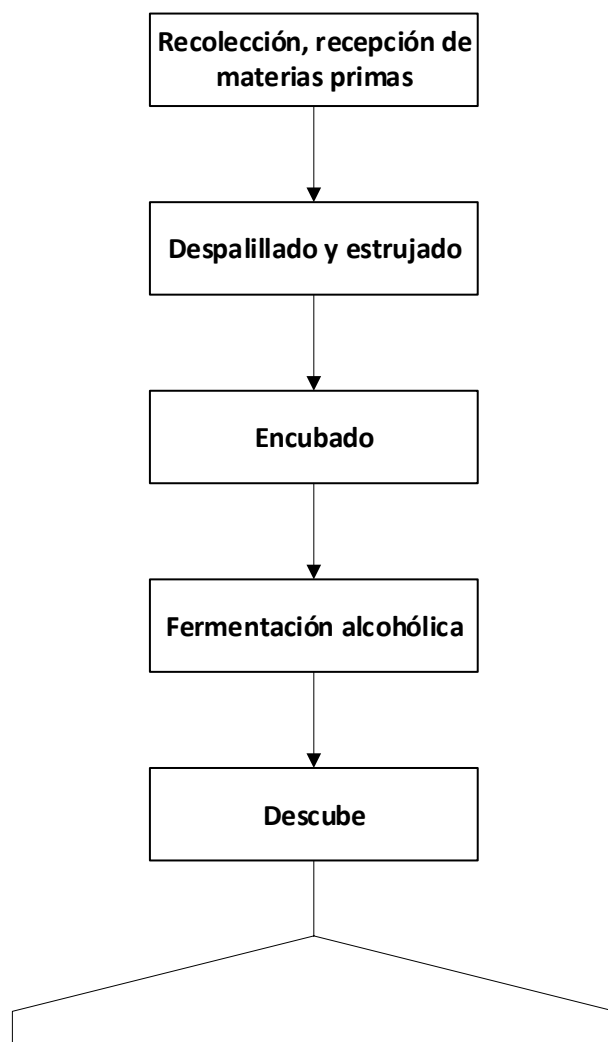 Recolección, recepción de
materias primas
Despalillado y estrujado
Encubado
Fermentación alcohólica
Descube